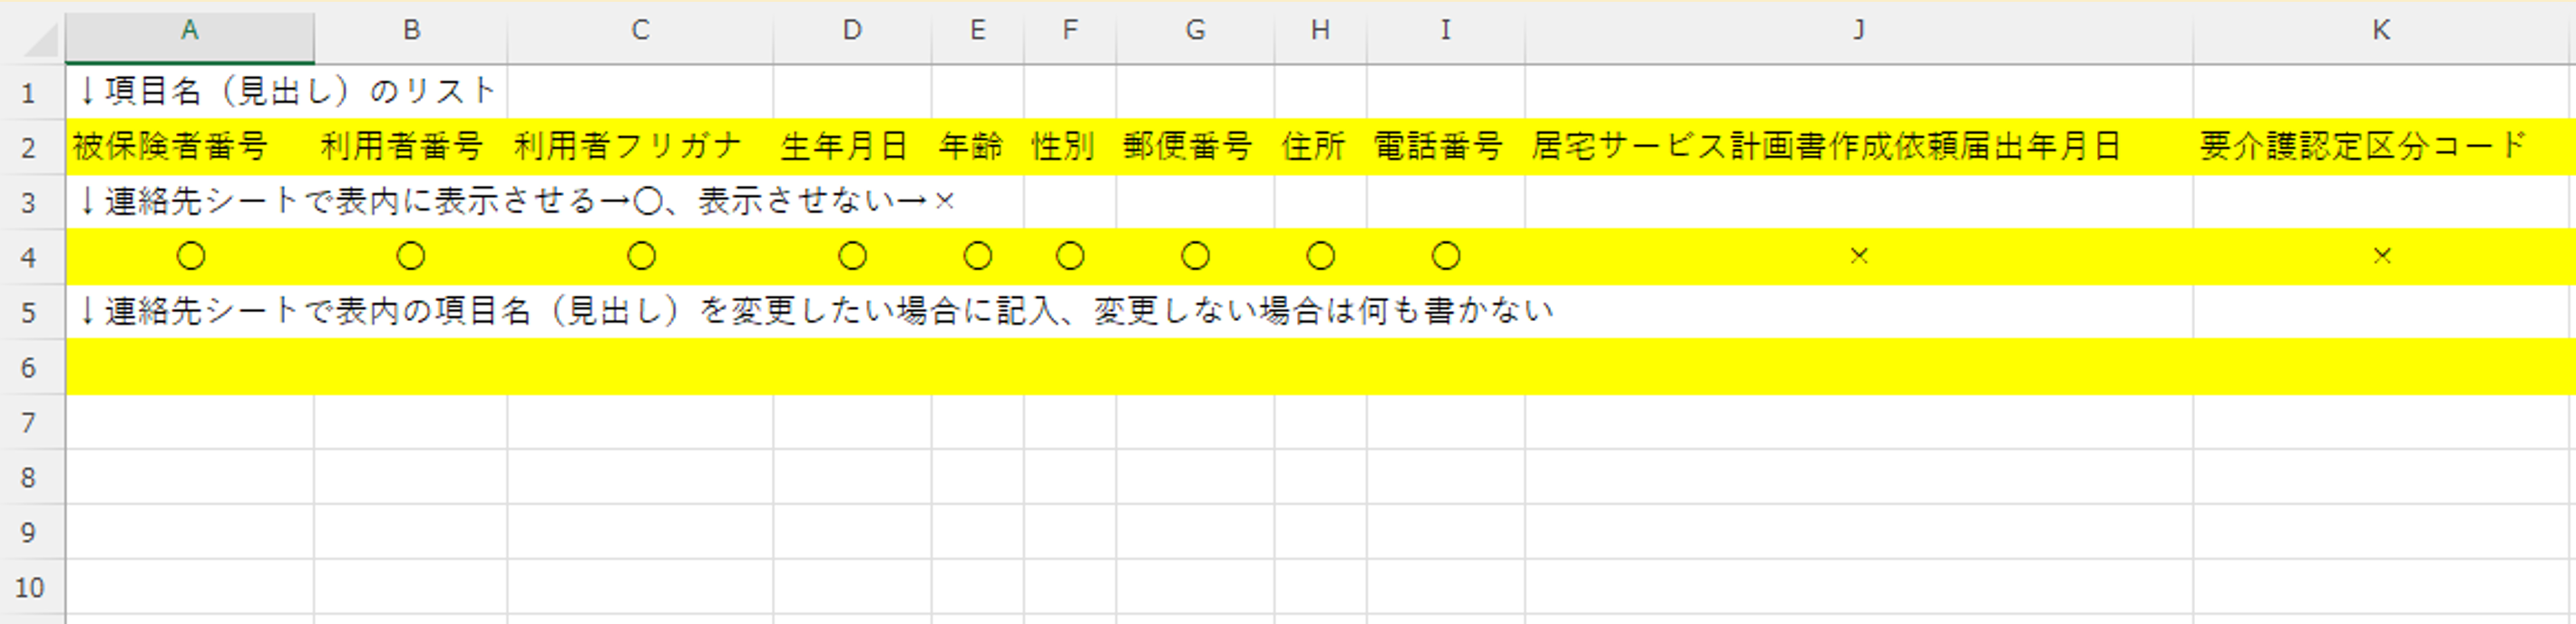 A B C D E F G H I J K
1 ↓項目名（見出し）のリスト
2 被保険者番号 利用者番号 利用者フリガナ 生年月日 年齢 性別 郵便番号 住所 電話番号 居宅サービス計画書作成依頼届出年月日 要介護認定区分コード
3 ↓連絡先シートで表内に表示させる→〇、表示させない→×
4 〇 〇 〇 〇 〇 〇 〇 〇 〇 × ×
5 ↓連絡先シートで表内の項目名（見出し）を変更したい場合に記入、変更しない場合は何も書かない
6
7
8
9
10